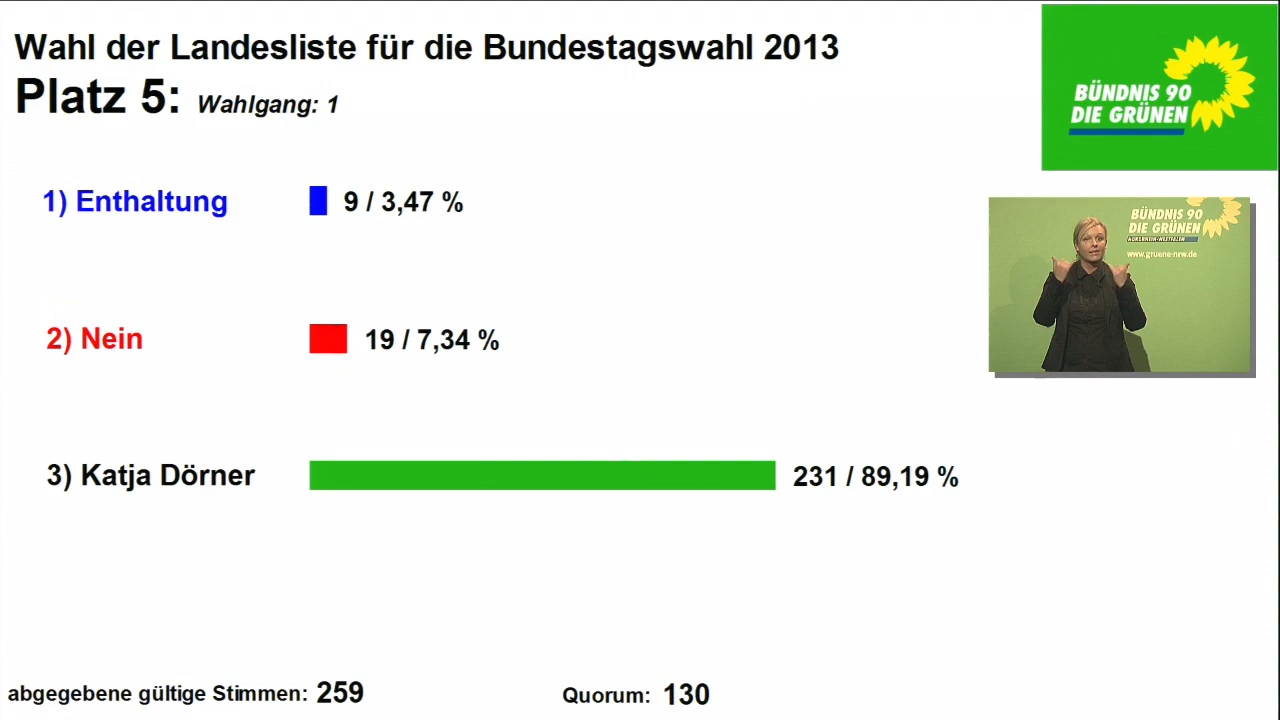 Wahl der Landesliste für die Bundestagswahl 2013
Platz 5: Wahlgang: 1
BÜNDNIS 90
DIE GRÜNEN
1) Enthaltung 9 / 3,47 %
BÜNDNIS 90
DIE GRÜNEN
NORDRHEIN-WESTFALEN
www.gruene-nrw.de
2) Nein 19 / 7,34 %
3) Katja Dörner 231 / 89,19 %
abgegebene gültige Stimmen: 259 Quorum: 130